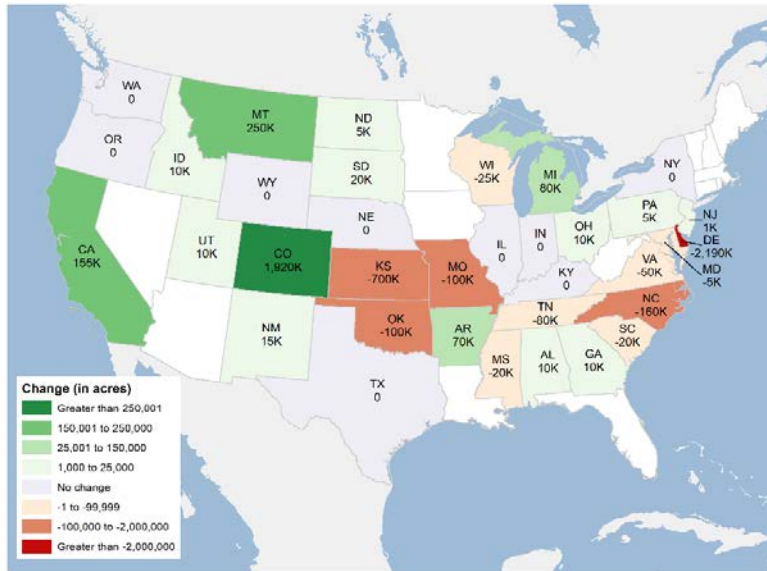 WA
0
OR
0
CA
155K
ID
10K
MT
250K
WY
0
UT
10K
CO
1,920K
NM
15K
ND
5K
SD
20K
NE
0
KS
-700K
OK
-100K
TX
0
MO
-100K
AR
70K
WI
-25K
MI
80K
IL
0
IN
0
OH
10K
KY
0
TN
-80K
MS
-20K
AL
10K
GA
10K
SC
-20K
NC
-160K
VA
-50K
PA
5K
NY
0
NJ
1K
DE
-2,190K
MD
-5K
Change (in acres)
Greater than 250,001
150,001 to 250,000
25,001 to 150,000
1,000 to 25,000
No change
-1 to -99,999
-100,000 to -2,000,000
Greater than -2,000,000